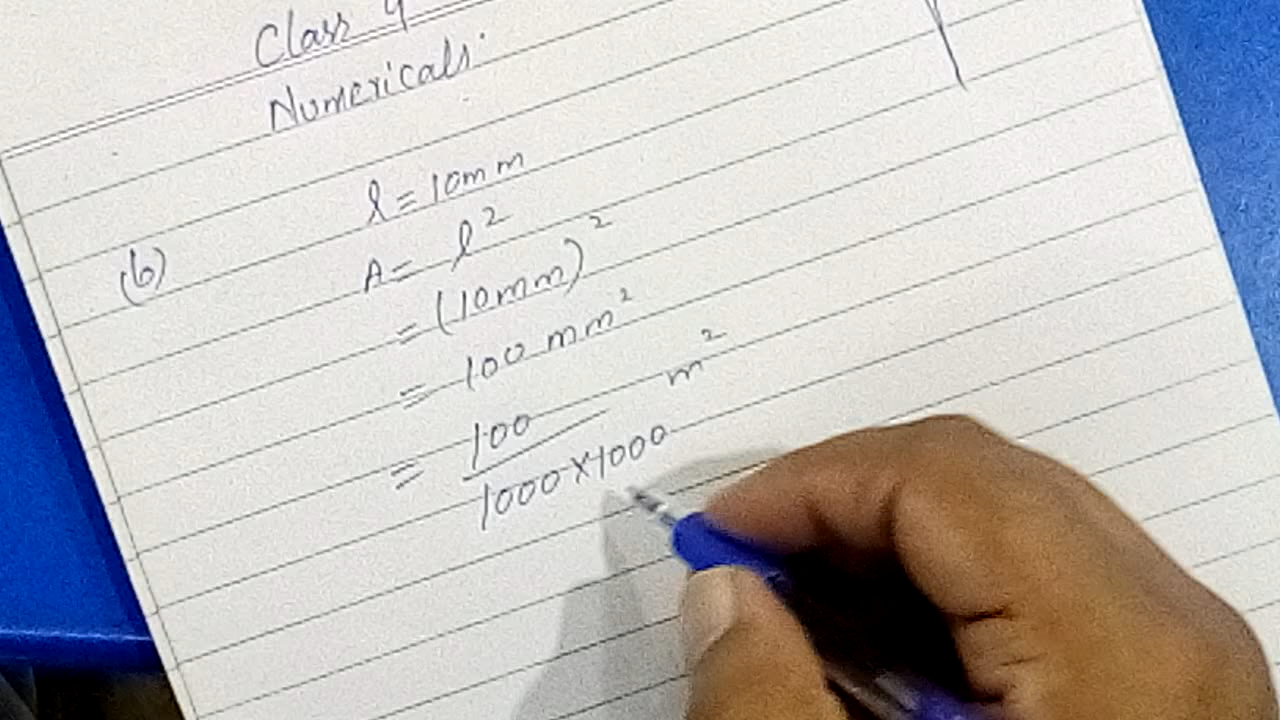 Class 9
Numericals.
(b) l = 10mm
A = l²
= (10mm)²
= 100 mm²
= 100/1000×1000 m²